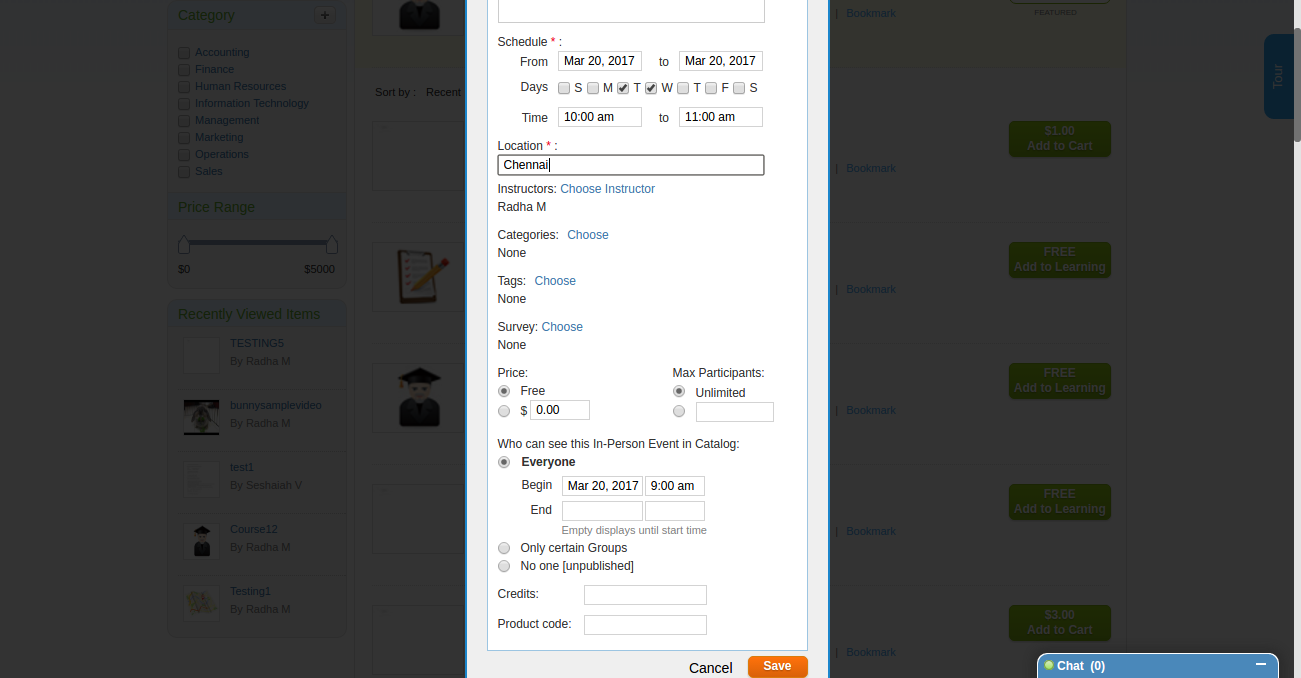 Category +
Accounting
Finance
Human Resources
Information Technology
Management
Marketing
Operations
Sales
Price Range
$0 $5000
Recently Viewed Items
TESTING5
By Radha M
bunnysamplevideo
By Radha M
test1
By Seshaiah V
Course12
By Radha M
Testing1
By Radha M
Sort by : Recent
Schedule * :
From Mar 20, 2017 to Mar 20, 2017
Days S M T W T F S
Time 10:00 am to 11:00 am
Location * :
Chennai
Instructors: Choose Instructor
Radha M
Categories: Choose
None
Tags: Choose
None
Survey: Choose
None
Price: Max Participants:
Free Unlimited
$ 0.00
Who can see this In-Person Event in Catalog:
Everyone
Begin Mar 20, 2017 9:00 am
End
Empty displays until start time
Only certain Groups
No one [unpublished]
Credits:
Product code:
Cancel Save
| Bookmark
FEATURED
$1.00
Add to Cart
| Bookmark
FREE
Add to Learning
| Bookmark
FREE
Add to Learning
| Bookmark
FREE
Add to Learning
| Bookmark
$3.00
Add to Cart
| Bookmark
Tour
Chat (0)